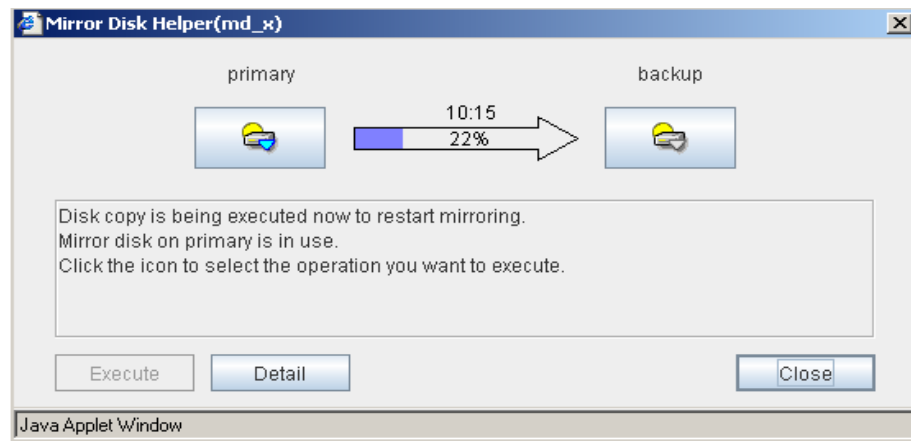 Mirror Disk Helper(md_x)
primary
backup
10:15
22%
Disk copy is being executed now to restart mirroring.
Mirror disk on primary is in use.
Click the icon to select the operation you want to execute.
Execute
Detail
Close
Java Applet Window